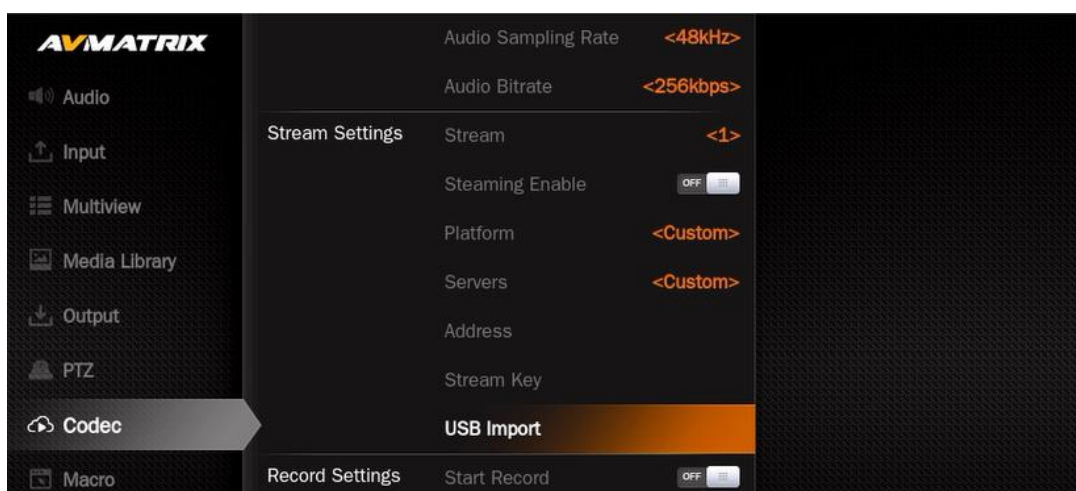 AVMATRIX
Audio
Input
Multiview
Media Library
Output
PTZ
Codec
Macro
Audio Sampling Rate <48kHz>
Audio Bitrate <256kbps>
Stream Settings Stream <1>
Steaming Enable OFF
Platform <Custom>
Servers <Custom>
Address
Stream Key
USB Import
Record Settings Start Record OFF